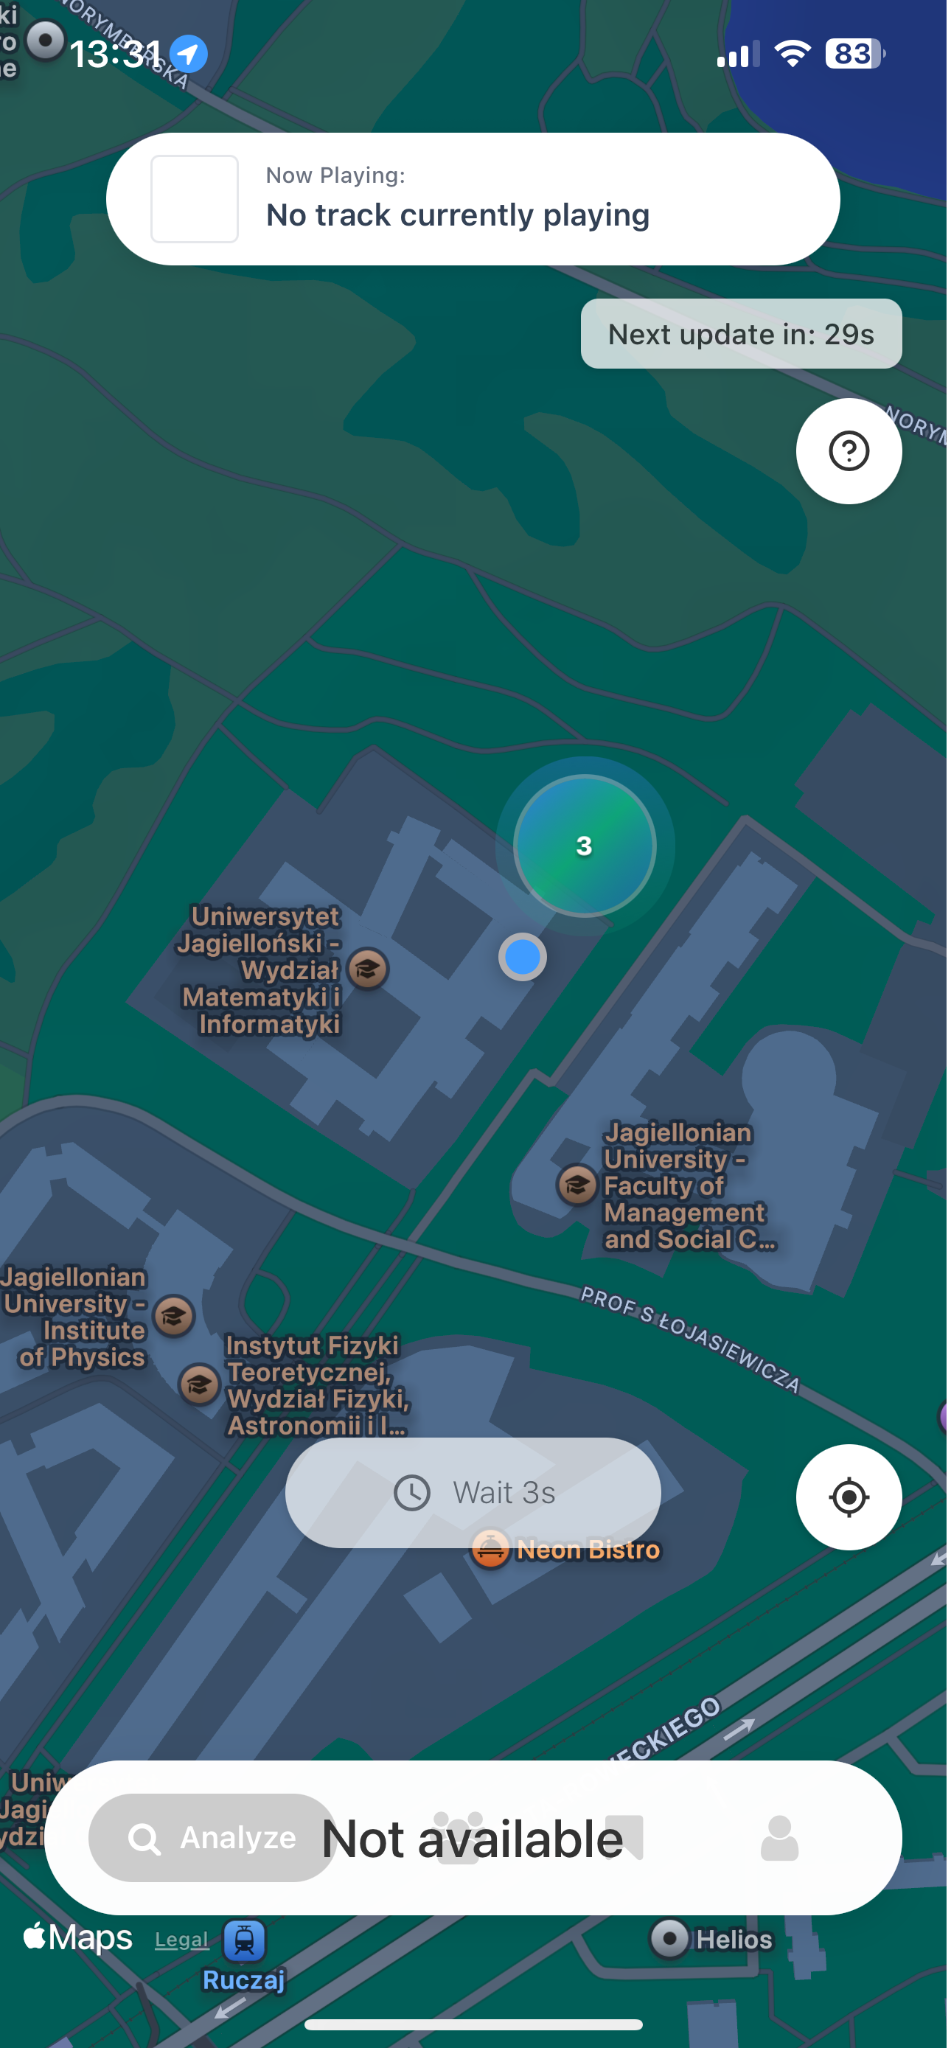 ki
ro
ne
NORYMBERSKA
13:31
83
Now Playing:
No track currently playing
Next update in: 29s
NORYM
3
Uniwersytet
Jagielloński -
Wydział
Matematyki i
Informatyki
Jagiellonian
University -
Faculty of
Management
and Social C...
Jagiellonian
University -
Institute
of Physics
Instytut Fizyki
Teoretycznej,
Wydział Fizyki,
Astronomii i I...
PROF S ŁOJASIEWICZA
Wait 3s
Neon Bistro
ECKIEGO
Uniw
Jagi
ydzi
Analyze
Not available
Maps
Legal
Ruczaj
Helios